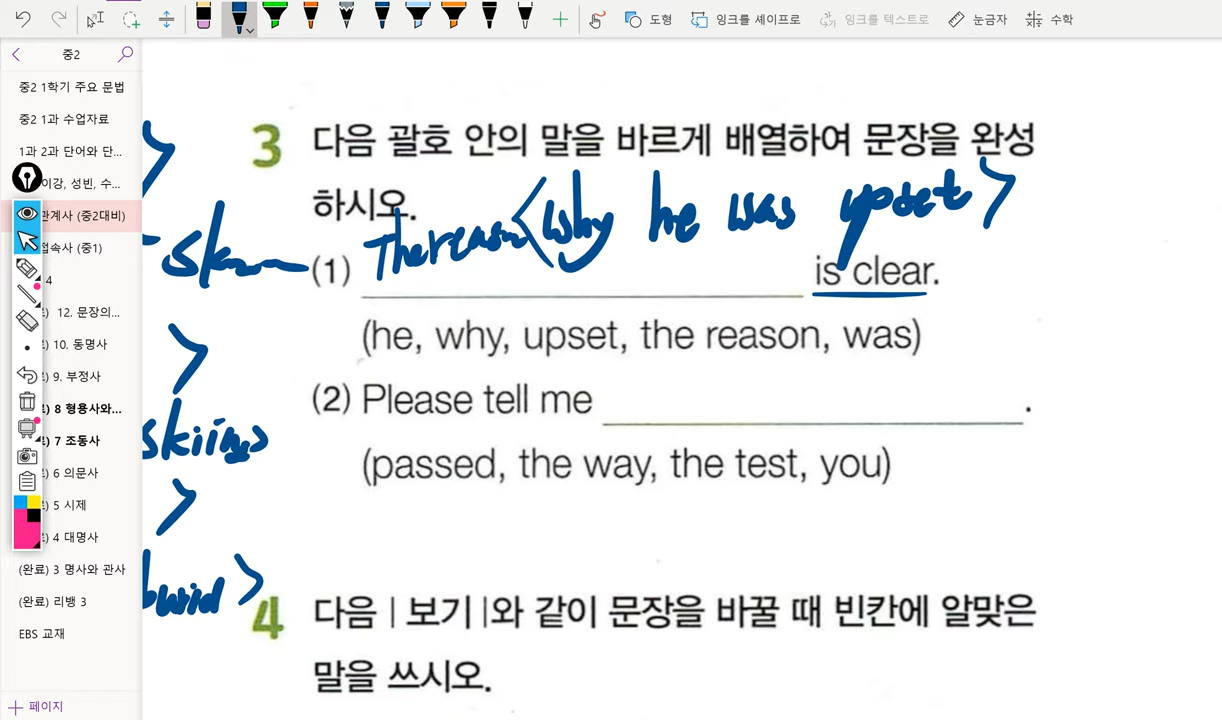 도형
잉크를 셰이프로
잉크를 텍스트로
눈금자
수학
중2
중2 1학기 주요 문법
중2 1과 수업자료
1과 2과 단어와 단...
이강, 성빈, 수...
관계사 (중2대비)
접속사 (중1)
4
) 12. 문장의...
) 10. 동명사
) 9. 부정사
) 8 형용사와...
) 7 조동사
) 6 의문사
) 5 시제
) 4 대명사
(완료) 3 명사와 관사
(완료) 리뱅 3
EBS 교재
페이지
3 다음 괄호 안의 말을 바르게 배열하여 문장을 완성
하시오.
The reason <why he was upset>
(1) is clear.
(he, why, upset, the reason, was)
(2) Please tell me .
(passed, the way, the test, you)
skiing
4 다음 | 보기 |와 같이 문장을 바꿀 때 빈칸에 알맞은
말을 쓰시오.